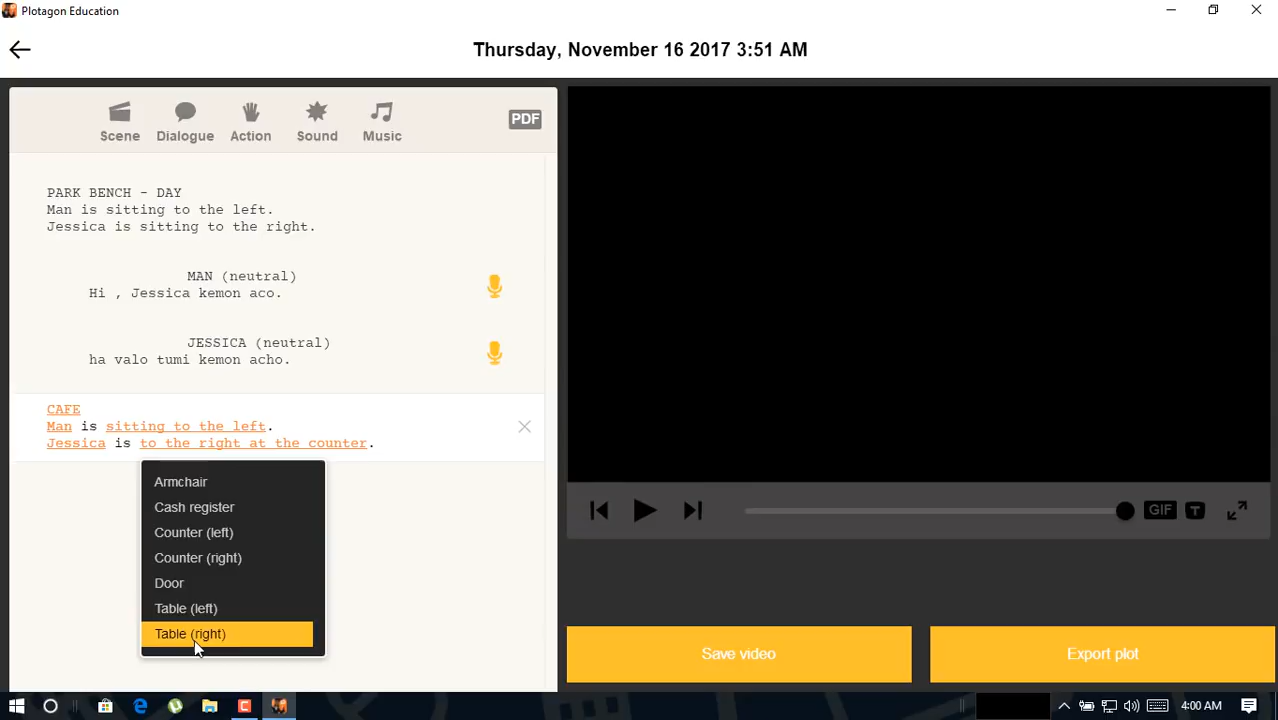 Plotagon Education
Thursday, November 16 2017 3:51 AM
Scene Dialogue Action Sound Music PDF
PARK BENCH - DAY
Man is sitting to the left.
Jessica is sitting to the right.
MAN (neutral)
Hi , Jessica kemon aco.
JESSICA (neutral)
ha valo tumi kemon acho.
CAFE
Man is sitting to the left.
Jessica is to the right at the counter.
Armchair
Cash register
Counter (left)
Counter (right)
Door
Table (left)
Table (right)
GIF T
Save video Export plot
4:00 AM